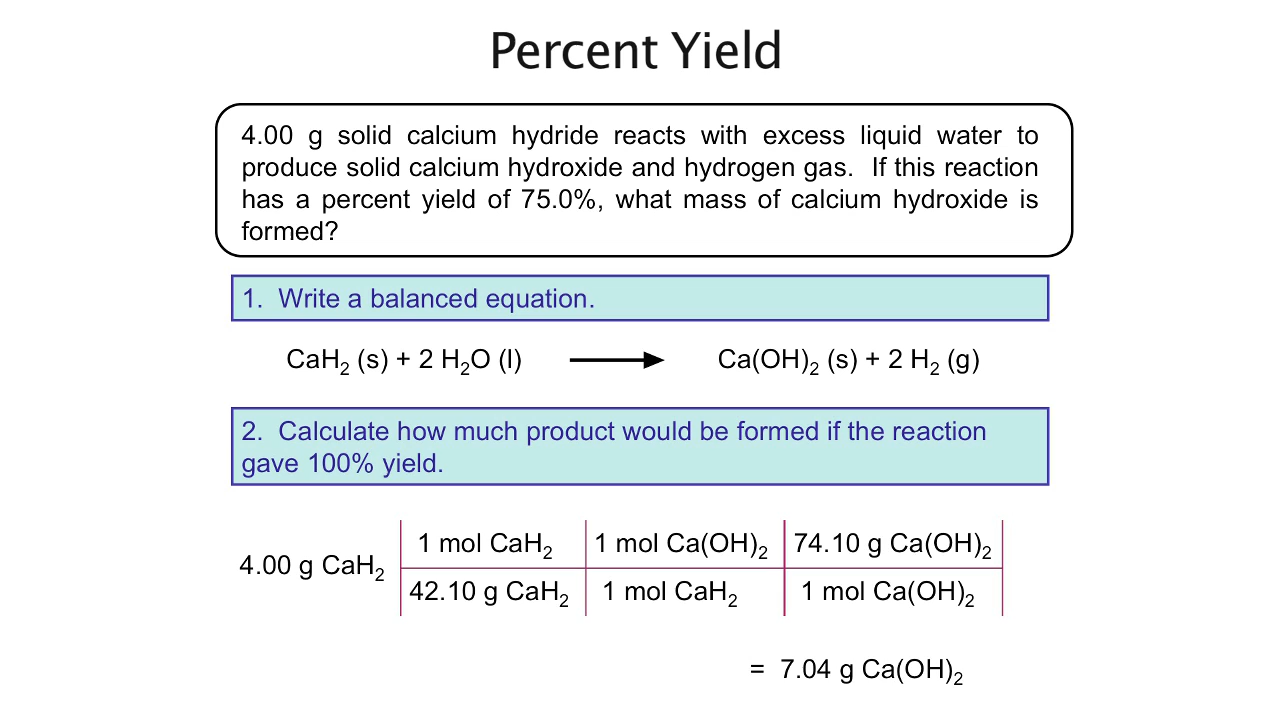 Percent Yield
4.00 g solid calcium hydride reacts with excess liquid water to
produce solid calcium hydroxide and hydrogen gas.  If this reaction
has a percent yield of 75.0%, what mass of calcium hydroxide is
formed?
1.  Write a balanced equation.
CaH₂ (s) + 2 H₂O (l) ⟶ Ca(OH)₂ (s) + 2 H₂ (g)
2.  Calculate how much product would be formed if the reaction
gave 100% yield.
4.00 g CaH₂
1 mol CaH₂ 1 mol Ca(OH)₂ 74.10 g Ca(OH)₂
42.10 g CaH₂ 1 mol CaH₂ 1 mol Ca(OH)₂
= 7.04 g Ca(OH)₂